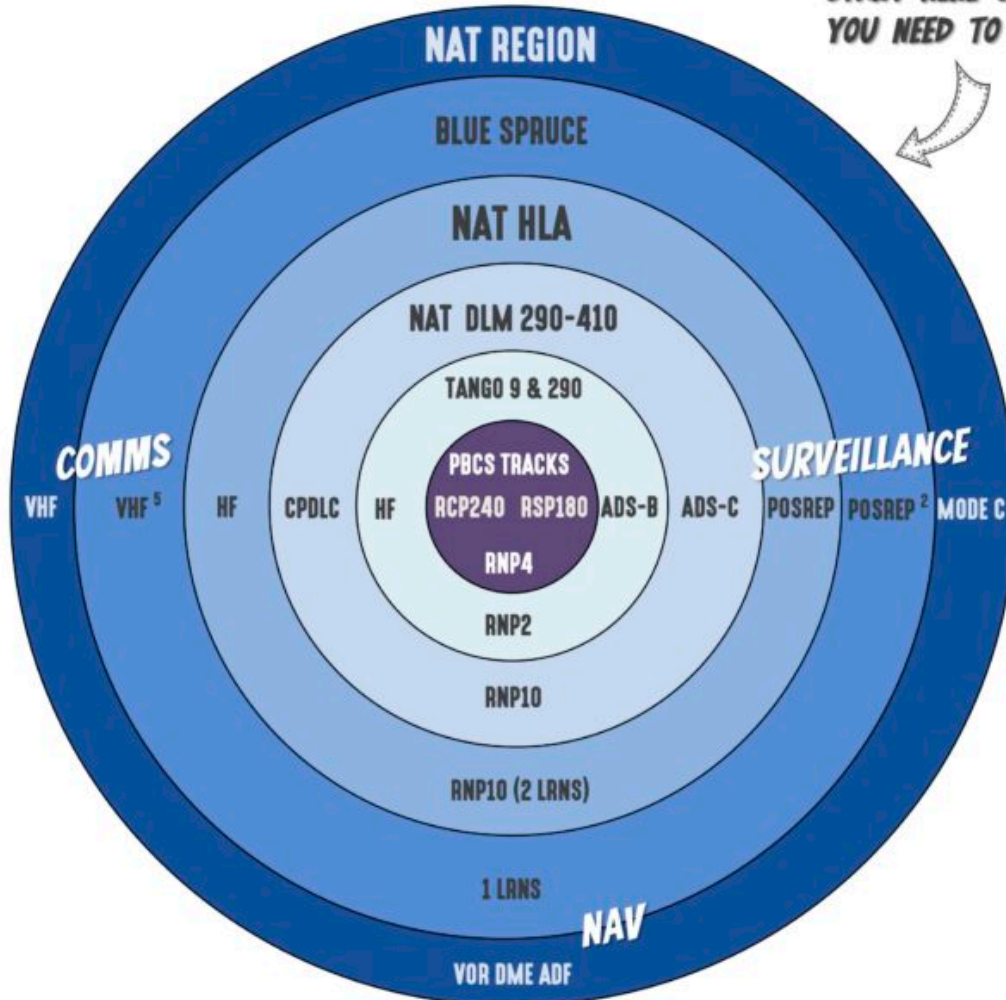 YOU NEED TO
NAT REGION
BLUE SPRUCE
NAT HLA
NAT DLM 290-410
TANGO 9 & 290
COMMS
PBCS TRACKS
SURVEILLANCE
VHF VHF 5 HF CPDLC HF RCP240 RSP180 ADS-B ADS-C POSREP POSREP 2 MODE C
RNP4
RNP2
RNP10
RNP10 (2 LRNS)
1 LRNS
NAV
VOR DME ADF